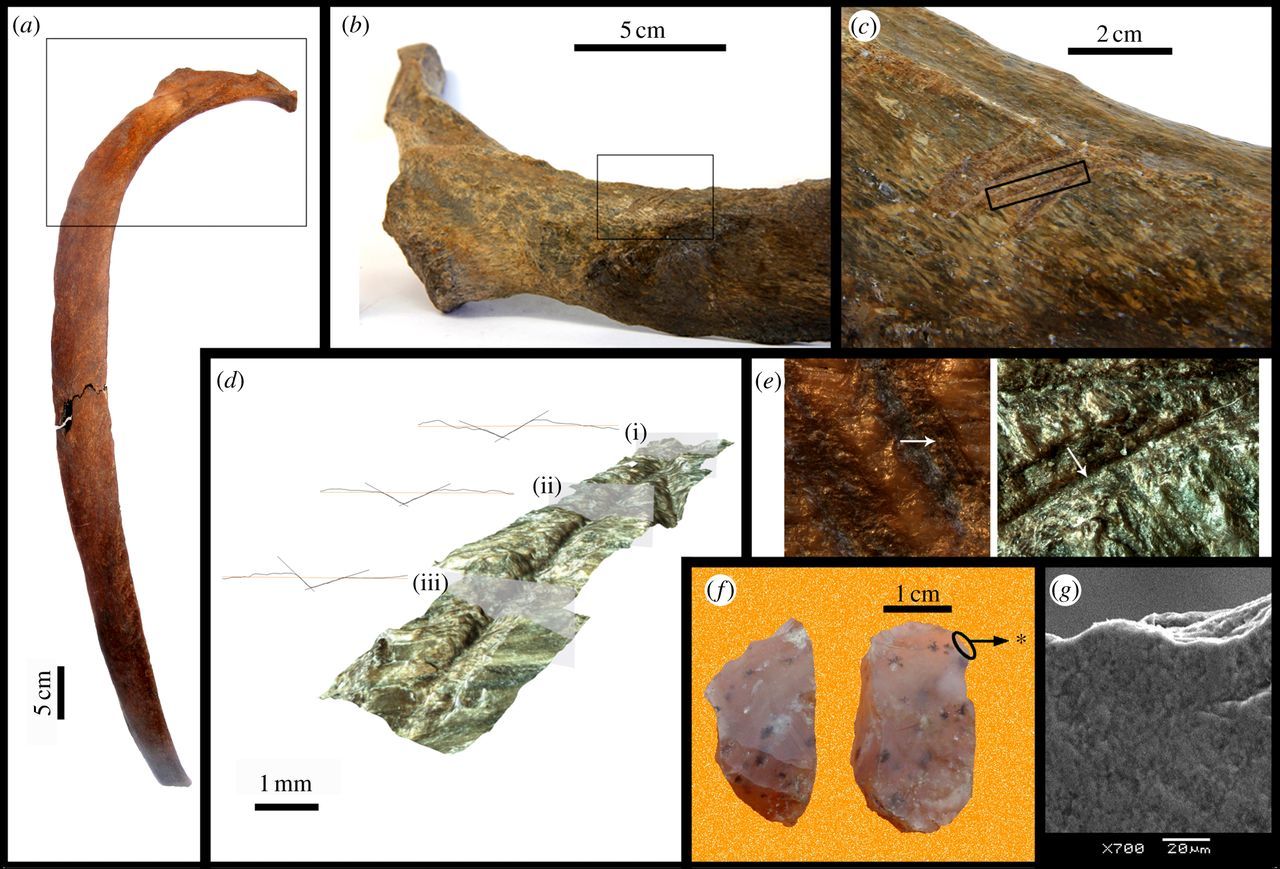 (a)
5 cm
(b)
5 cm
(c)
2 cm
(d)
(i)
(ii)
(iii)
1 mm
(e)
(f)
1 cm
*
(g)
X700 20µm